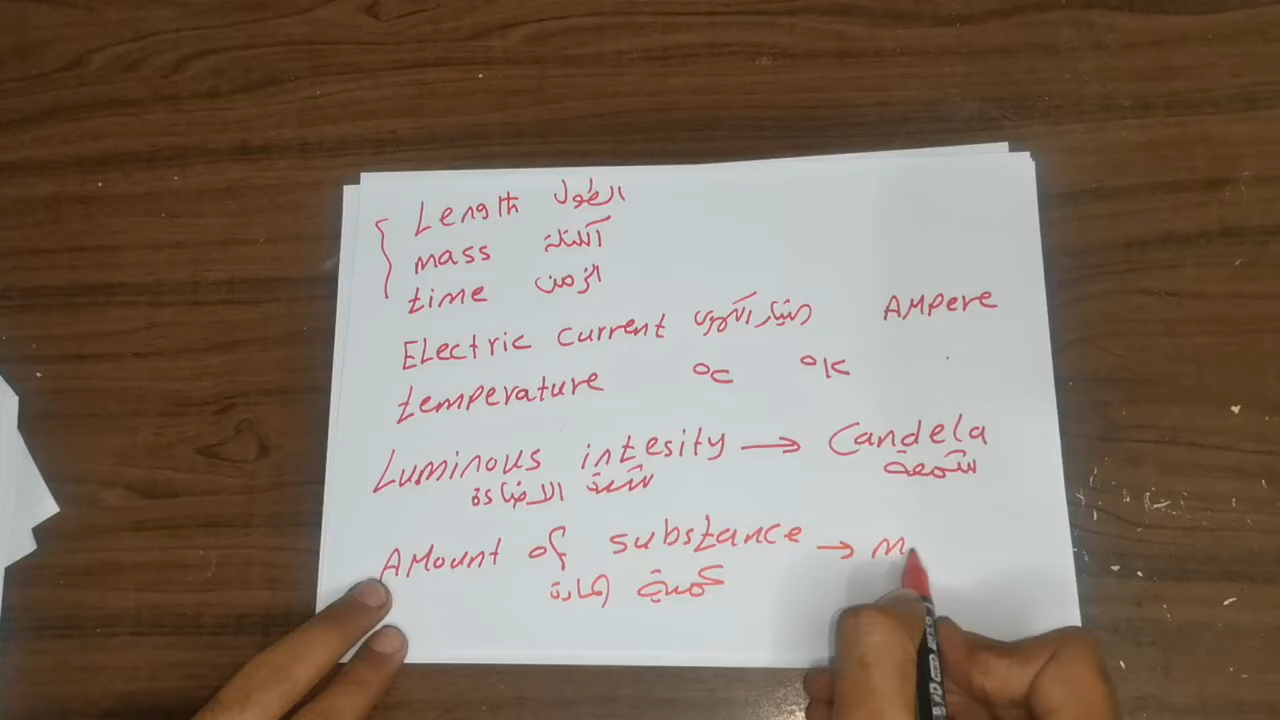 Length الطول
mass الكتلة
time الزمن
Electric current التيار الكهربى Ampere
temperature °C °K
Luminous intesity → Candela
شدة الاضاءة شمعة
Amount of substance → m
كمية المادة